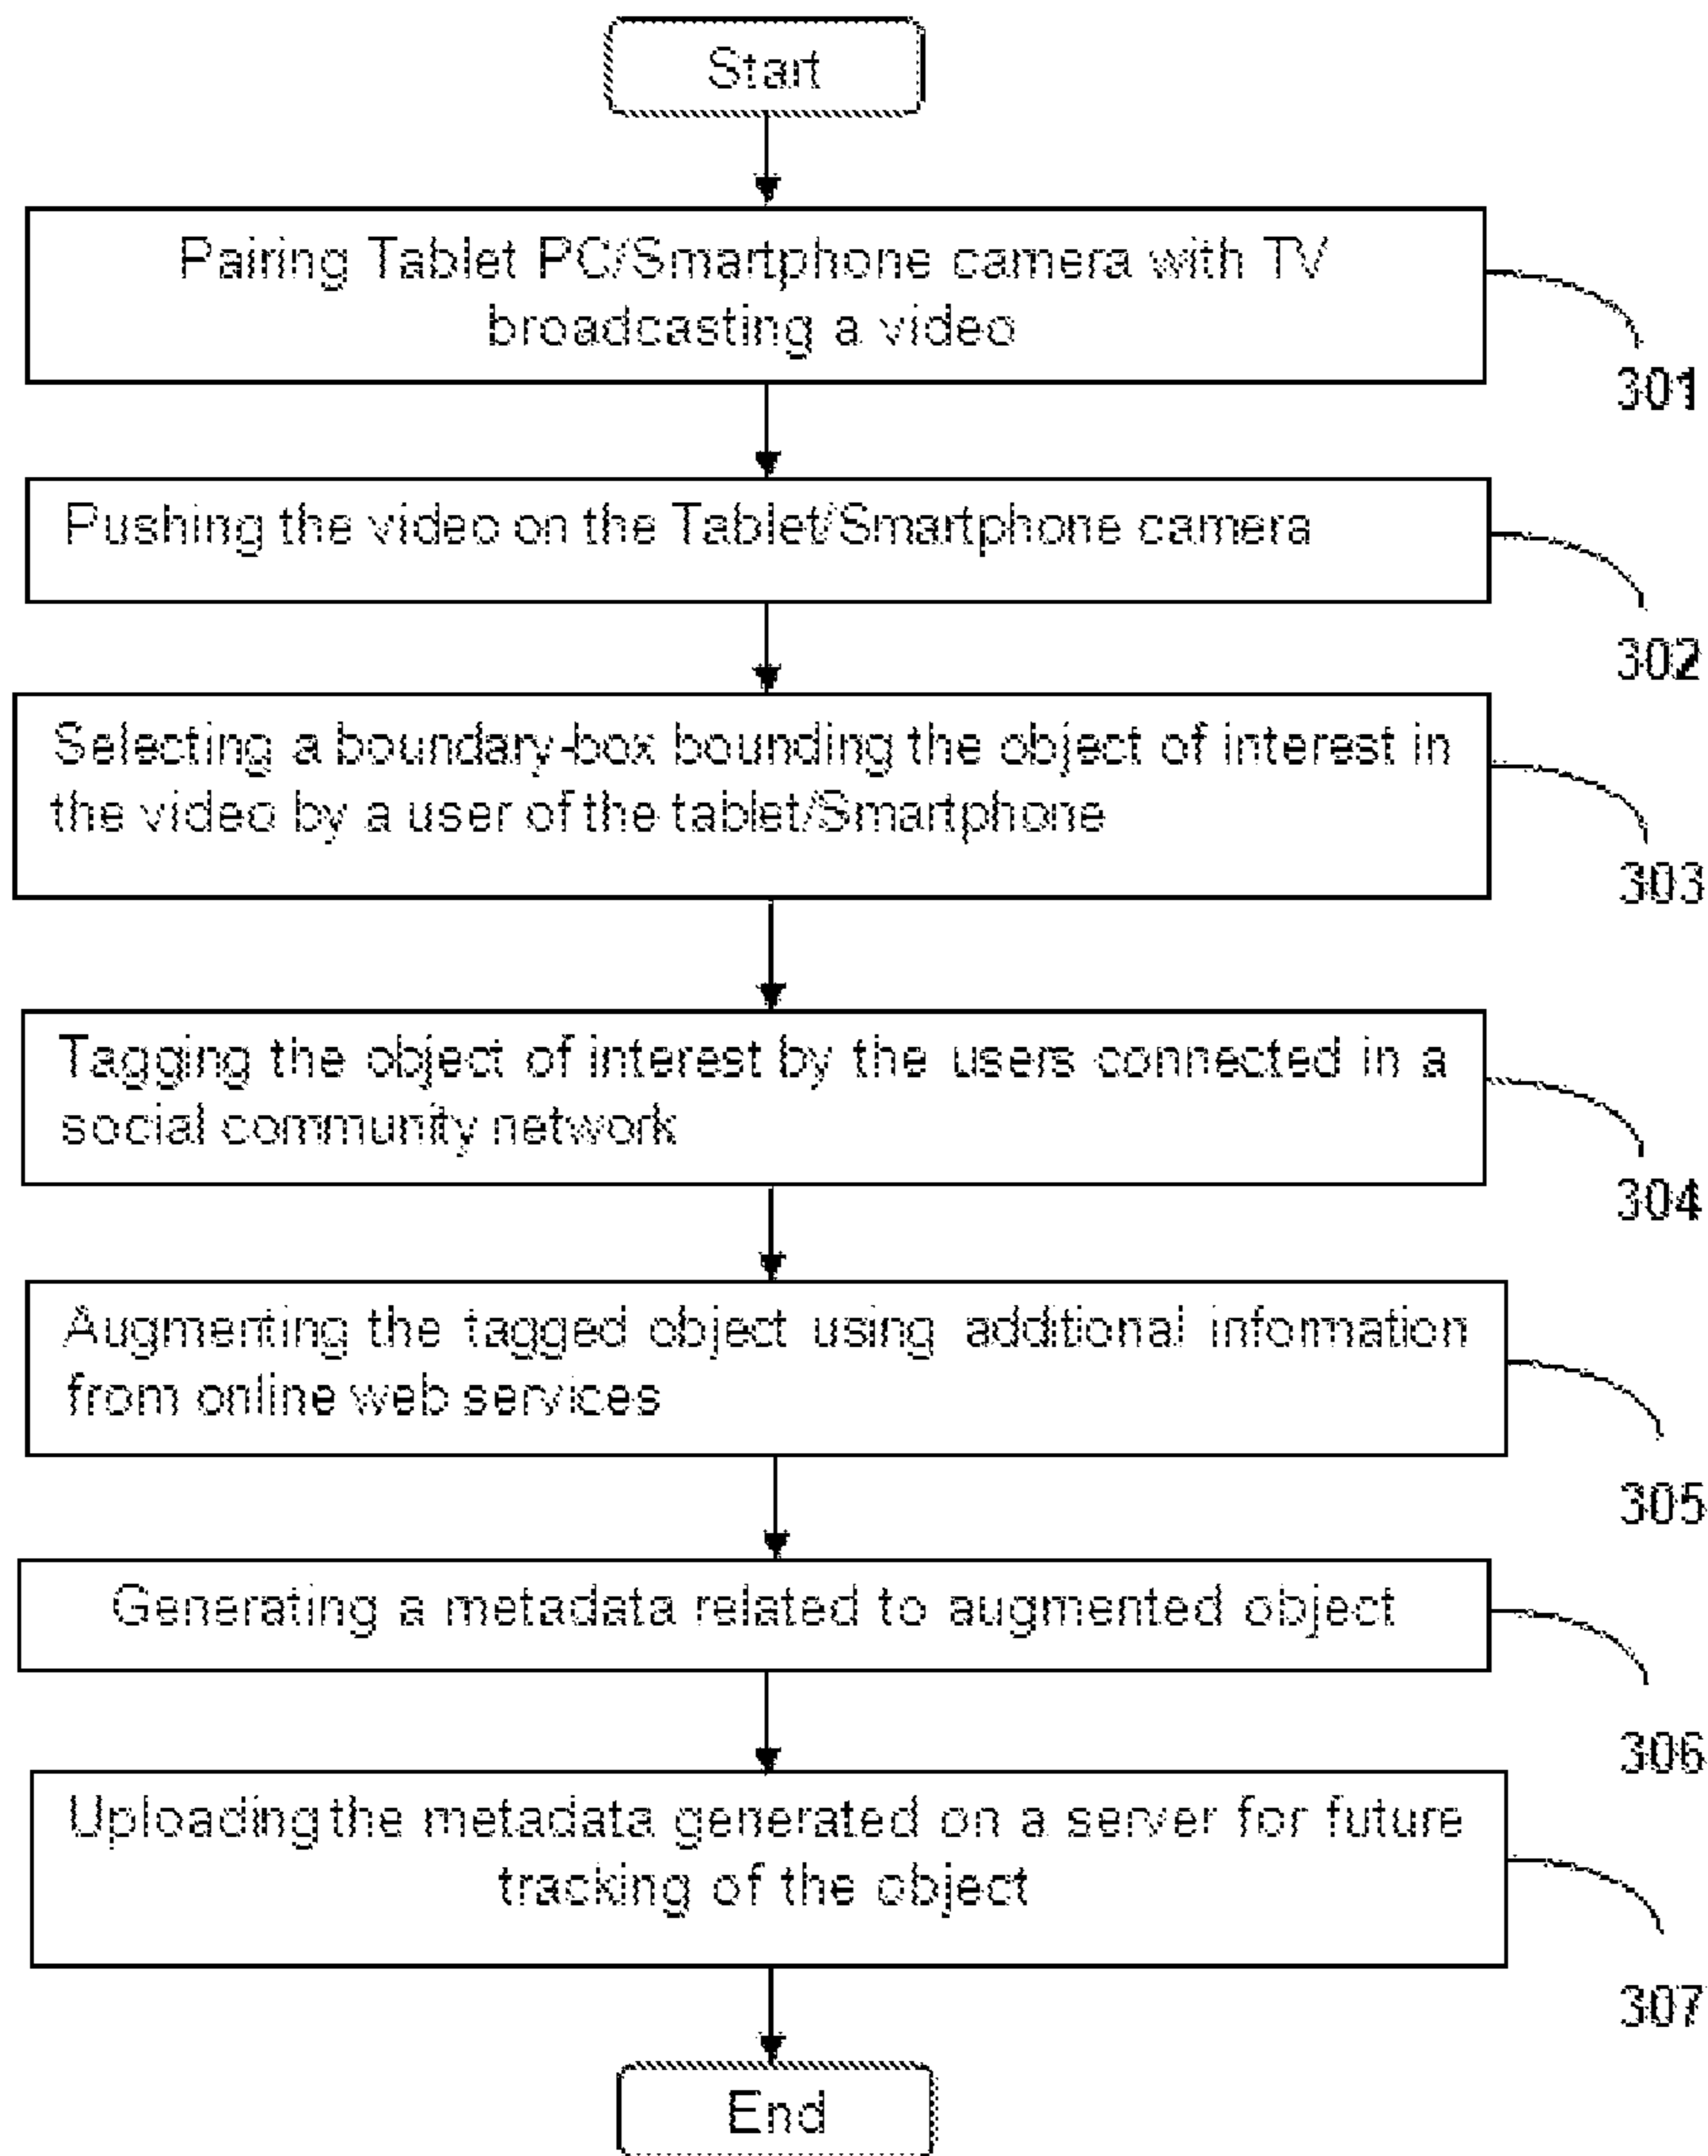 Start
Pairing Tablet PC/Smartphone camera with TV
broadcasting a video
301
Pushing the video on the Tablet/Smartphone camera
302
Selecting a boundary-box bounding the object of interest in
the video by a user of the tablet/Smartphone
303
Tagging the object of interest by the users connected in a
social community network
304
Augmenting the tagged object using additional information
from online web services
305
Generating a metadata related to augmented object
306
Uploading the metadata generated on a server for future
tracking of the object
307
End